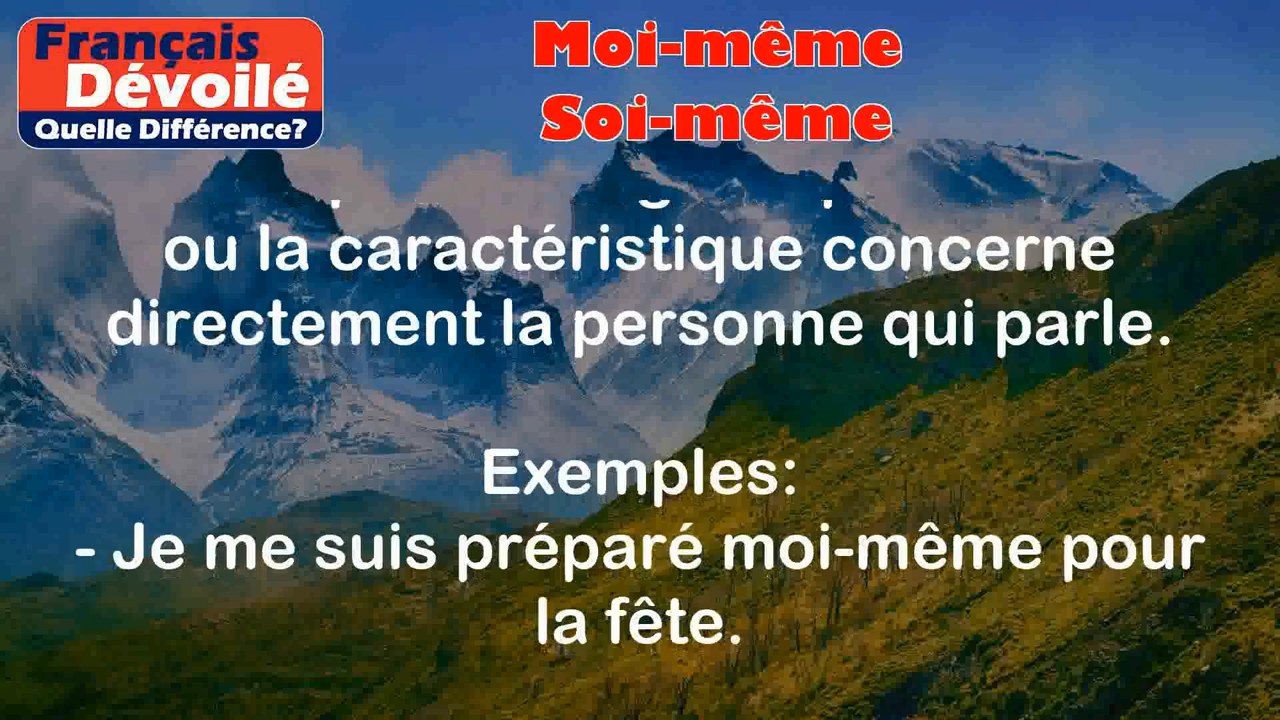 Français
Dévoilé
Quelle Différence?
Moi-même
Soi-même
ou la caractéristique concerne
directement la personne qui parle.
Exemples:
- Je me suis préparé moi-même pour
la fête.